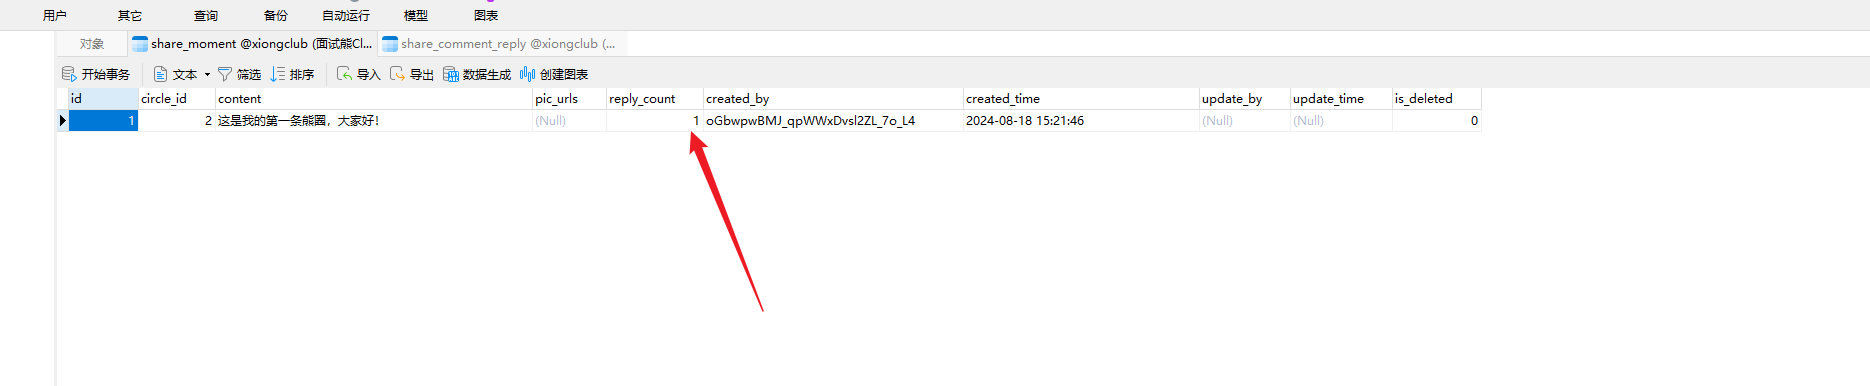 用户 其它 查询 备份 自动运行 模型 图表
对象 share_moment @xiongclub (面试熊Cl... share_comment_reply @xiongclub (...
开始事务 文本 筛选 排序 导入 导出 数据生成 创建图表
id circle_id content pic_urls reply_count created_by created_time update_by update_time is_deleted
1 2 这是我的第一条熊圈，大家好！ (Null) 1 oGbwpwBMJ_qpWWxDvsl2ZL_7o_L4 2024-08-18 15:21:46 (Null) (Null) 0